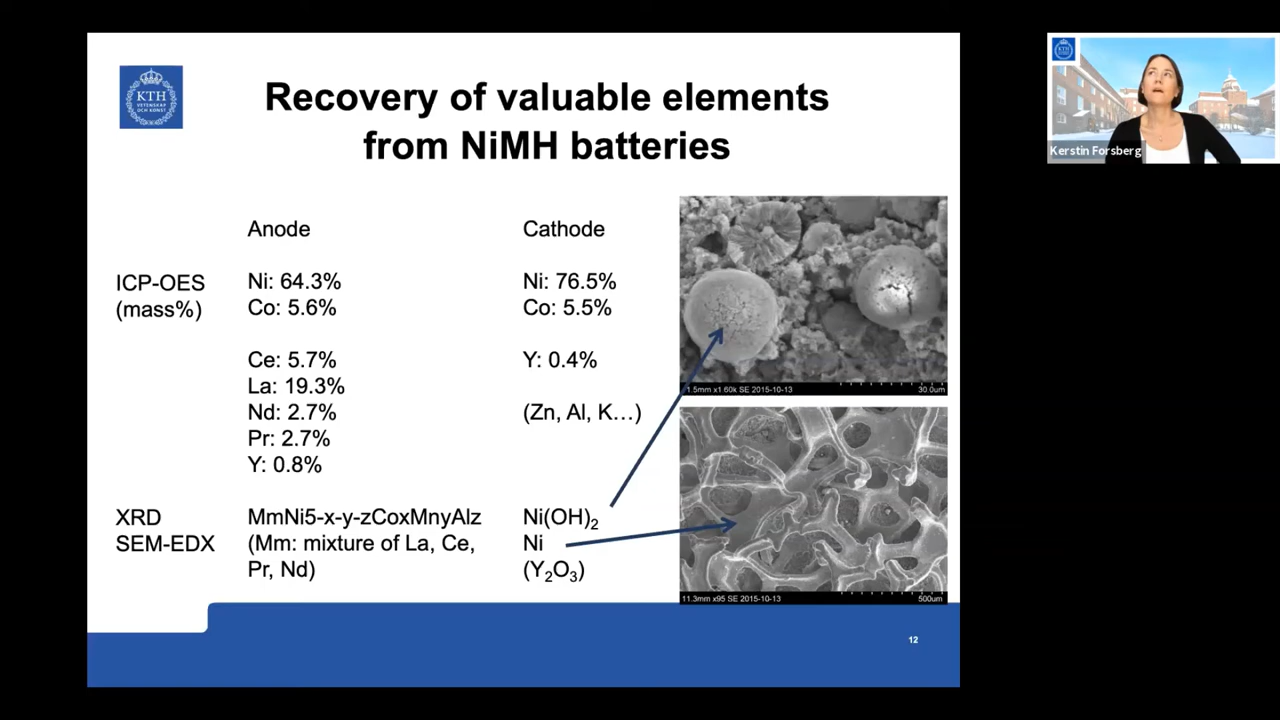 KTH
VETENSKAP
OCH KONST
Recovery of valuable elements
from NiMH batteries
Anode
Cathode
ICP-OES
(mass%)
Ni: 64.3%
Co: 5.6%
Ce: 5.7%
La: 19.3%
Nd: 2.7%
Pr: 2.7%
Y: 0.8%
Ni: 76.5%
Co: 5.5%
Y: 0.4%
(Zn, Al, K…)
XRD
SEM-EDX
MmNi5-x-y-zCoxMnyAlz
(Mm: mixture of La, Ce,
Pr, Nd)
Ni(OH)₂
Ni
(Y₂O₃)
1.5mm x1.60k SE 2015-10-13
30.0um
11.3mm x95 SE 2015-10-13
500um
12
Kerstin Forsberg